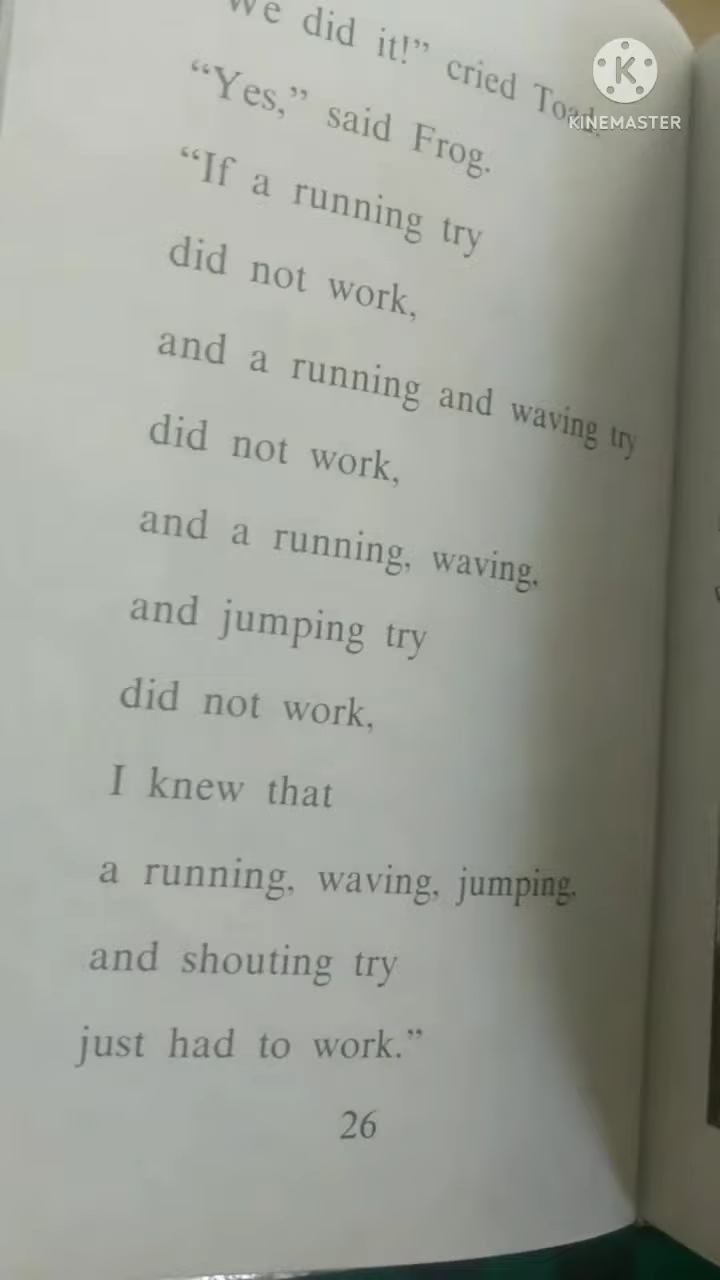 "We did it!" cried Toad.
"Yes," said Frog.
"If a running try
did not work,
and a running and waving try
did not work,
and a running, waving,
and jumping try
did not work,
I knew that
a running, waving, jumping,
and shouting try
just had to work."
26
KINEMASTER